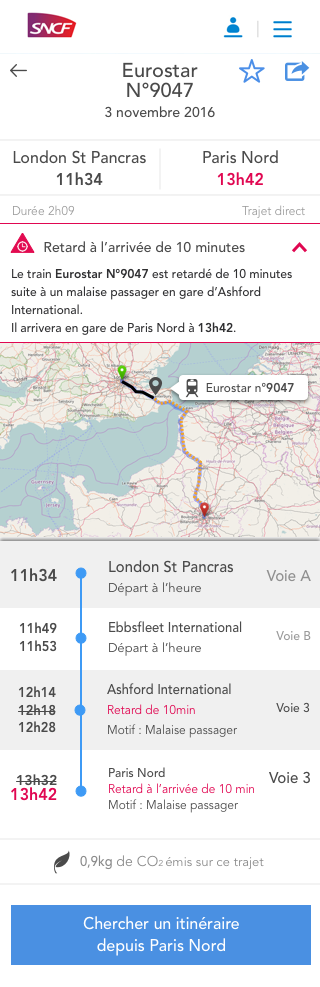 SNCF
Eurostar
N°9047
3 novembre 2016
London St Pancras
11h34
Paris Nord
13h42
Durée 2h09
Trajet direct
Retard à l'arrivée de 10 minutes
Le train Eurostar N°9047 est retardé de 10 minutes
suite à un malaise passager en gare d'Ashford
International.
Il arrivera en gare de Paris Nord à 13h42.
Eurostar n°9047
11h34
London St Pancras
Départ à l'heure
Voie A
11h49
11h53
Ebbsfleet International
Départ à l'heure
Voie B
12h14
12h18
12h28
Ashford International
Retard de 10min
Motif : Malaise passager
Voie 3
13h32
13h42
Paris Nord
Retard à l'arrivée de 10 min
Motif : Malaise passager
Voie 3
0,9kg de CO2 émis sur ce trajet
Chercher un itinéraire
depuis Paris Nord